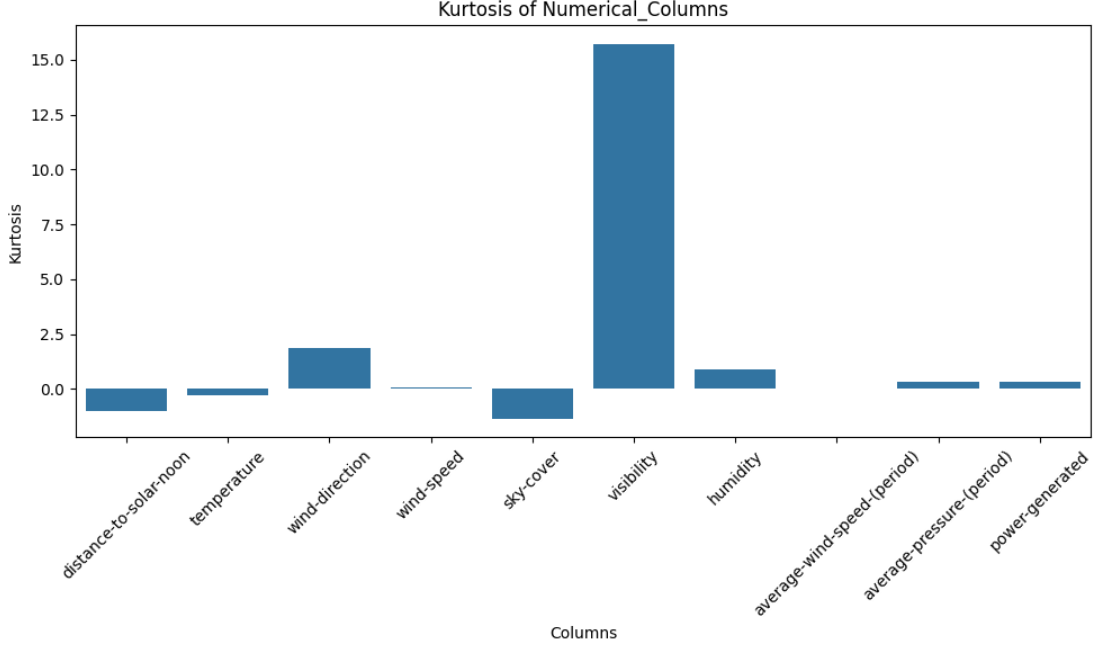 Kurtosis of Numerical_Columns
15.0
12.5
10.0
7.5
5.0
2.5
0.0
Kurtosis
distance-to-solar-noon
temperature
wind-direction
wind-speed
sky-cover
visibility
humidity
average-wind-speed-(period)
average-pressure-(period)
power-generated
Columns